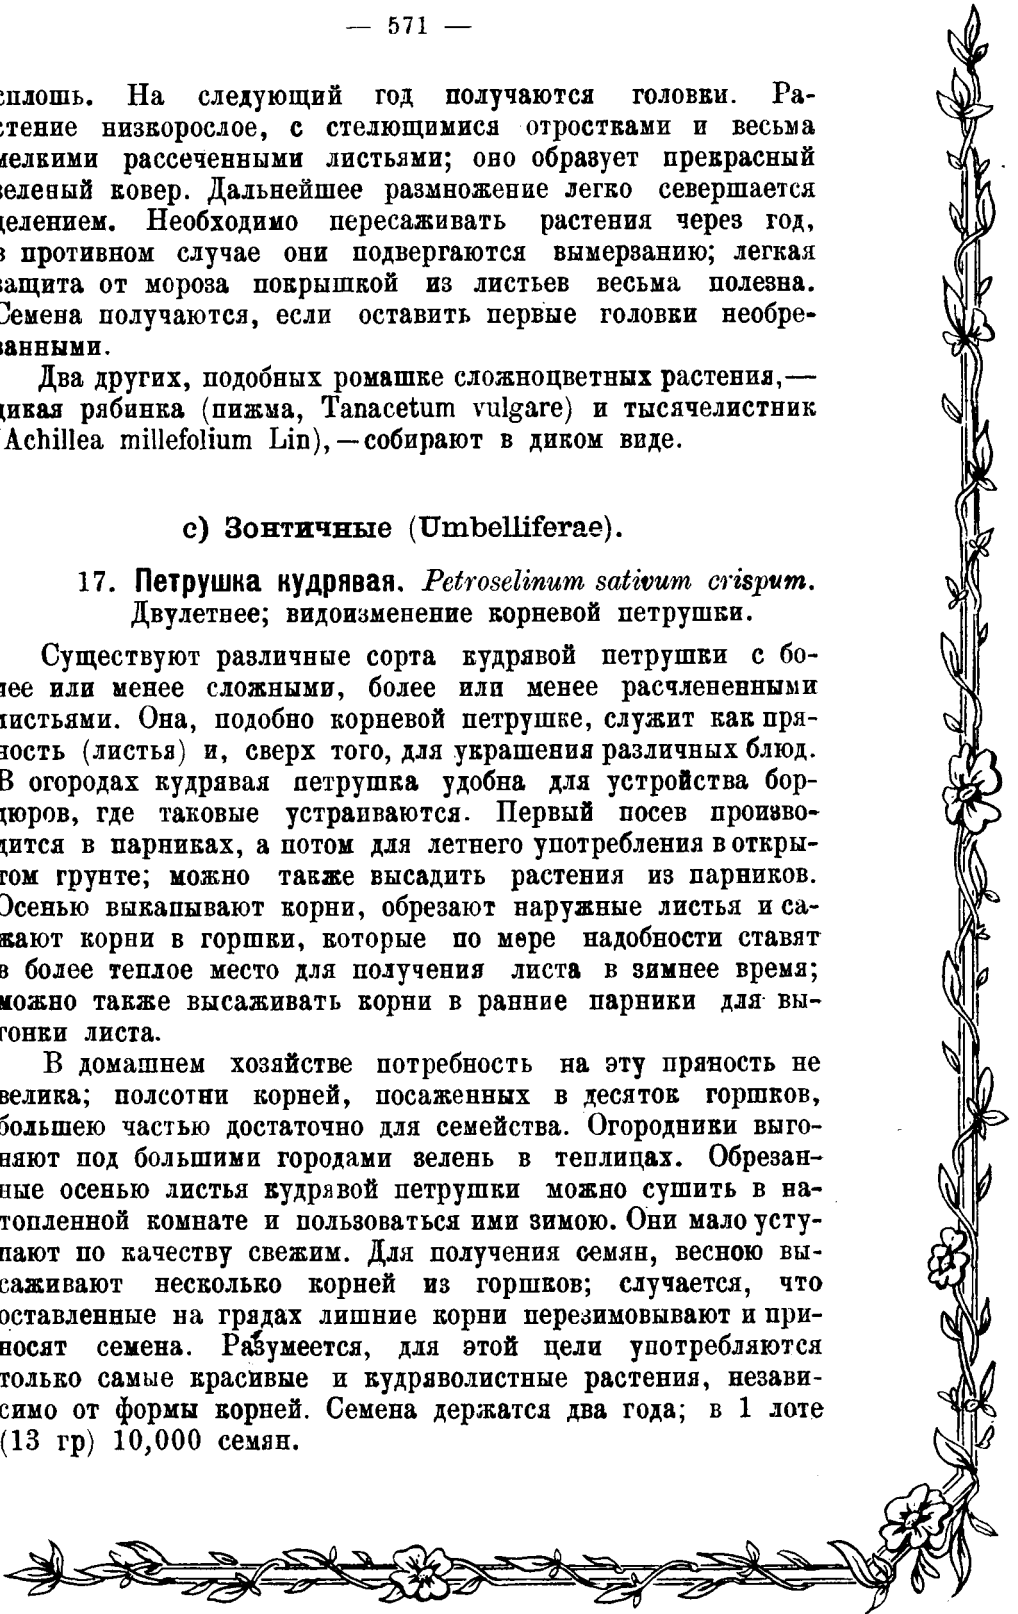 — 571 —
сплошь. На следующий год получаются головки. Ра-
стение низкорослое, с стелющимися отростками и весьма
мелкими рассеченными листьями; оно образует прекрасный
зеленый ковер. Дальнейшее размножение легко севершается
делением. Необходимо пересаживать растения через год,
в противном случае они подвергаются вымерзанию; легкая
защита от мороза покрышкой из листьев весьма полезна.
Семена получаются, если оставить первые головки необре-
занными.
Два других, подобных ромашке сложноцветных растения,—
дикая рябинка (пижма, Tanacetum vulgare) и тысячелистник
(Achillea millefolium Lin),—собирают в диком виде.
с) Зонтичные (Umbelliferae).
17. Петрушка кудрявая. Petroselinum sativum crispum.
Двулетнее; видоизменение корневой петрушки.
Существуют различные сорта кудрявой петрушки с бо-
лее или менее сложными, более или менее расчлененными
листьями. Она, подобно корневой петрушке, служит как пря-
ность (листья) и, сверх того, для украшения различных блюд.
В огородах кудрявая петрушка удобна для устройства бор-
дюров, где таковые устраиваются. Первый посев произво-
дится в парниках, а потом для летнего употребления в откры-
том грунте; можно также высадить растения из парников.
Осенью выкапывают корни, обрезают наружные листья и са-
жают корни в горшки, которые по мере надобности ставят
в более теплое место для получения листа в зимнее время;
можно также высаживать корни в ранние парники для вы-
гонки листа.
В домашнем хозяйстве потребность на эту пряность не
велика; полсотни корней, посаженных в десяток горшков,
большею частью достаточно для семейства. Огородники выго-
няют под большими городами зелень в теплицах. Обрезан-
ные осенью листья кудрявой петрушки можно сушить в на-
топленной комнате и пользоваться ими зимою. Они мало усту-
пают по качеству свежим. Для получения семян, весною вы-
саживают несколько корней из горшков; случается, что
оставленные на грядах лишние корни перезимовывают и при-
носят семена. Разумеется, для этой цели употребляются
только самые красивые и кудряволистные растения, незави-
симо от формы корней. Семена держатся два года; в 1 лоте
(13 гр) 10,000 семян.